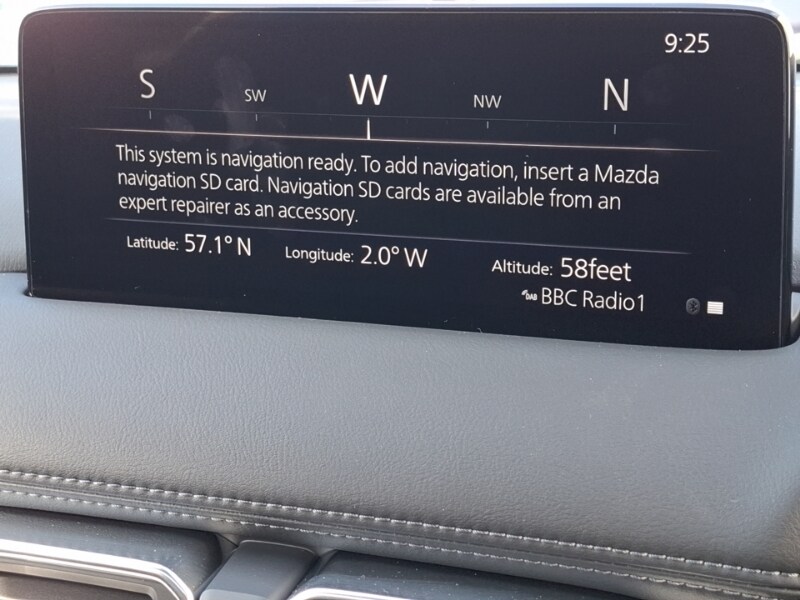 9:25
S SW W NW N
This system is navigation ready. To add navigation, insert a Mazda
navigation SD card. Navigation SD cards are available from an
expert repairer as an accessory.
Latitude: 57.1° N Longitude: 2.0° W Altitude: 58feet
DAB BBC Radio1